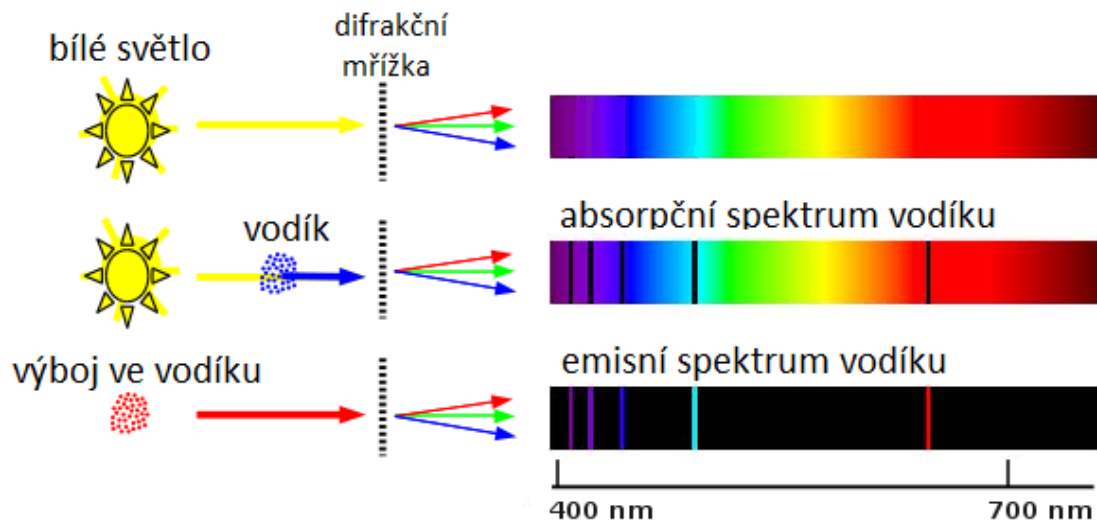 bílé světlo
difrakční
mřížka
vodík
absorpční spektrum vodíku
výboj ve vodíku
emisní spektrum vodíku
400 nm
700 nm